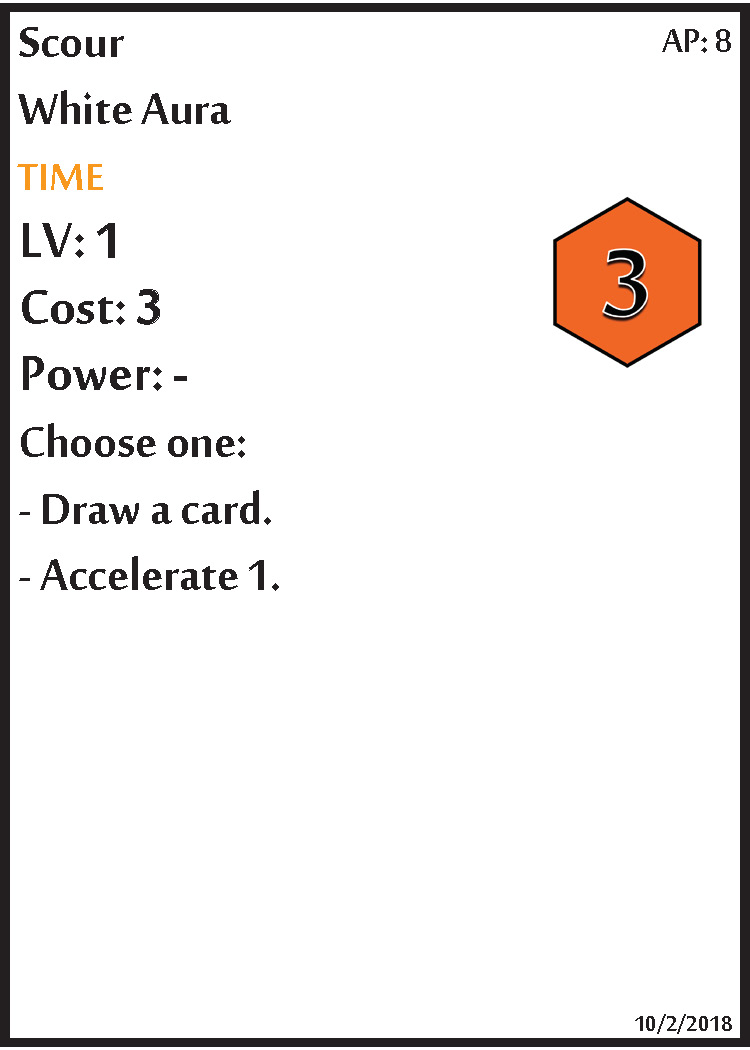 Scour
AP: 8
White Aura
TIME
LV: 1
Cost: 3
3
Power: -
Choose one:
- Draw a card.
- Accelerate 1.
10/2/2018